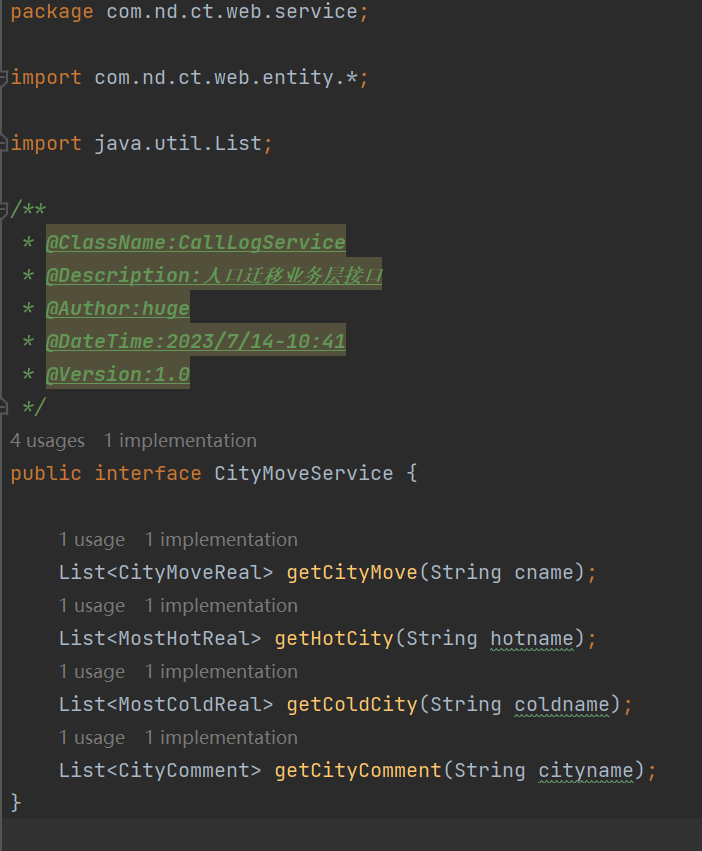 package com.nd.ct.web.service;
import com.nd.ct.web.entity.*;
import java.util.List;
/**
* @ClassName:CallLogService
* @Description:人口迁移业务层接口
* @Author:huge
* @DateTime:2023/7/14-10:41
* @Version:1.0
*/
4 usages 1 implementation
public interface CityMoveService {
1 usage 1 implementation
List<CityMoveReal> getCityMove(String cname);
1 usage 1 implementation
List<MostHotReal> getHotCity(String hotname);
1 usage 1 implementation
List<MostColdReal> getColdCity(String coldname);
1 usage 1 implementation
List<CityComment> getCityComment(String cityname);
}